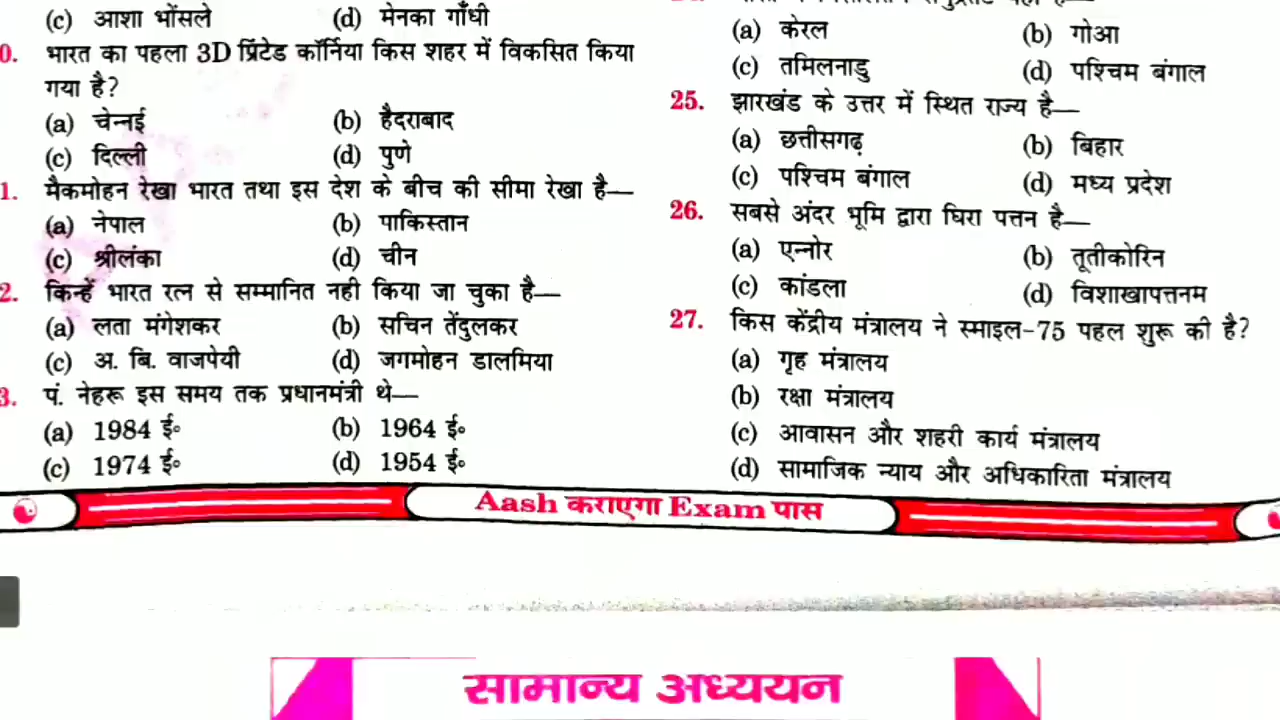 (c) आशा भोंसले (d) मेनका गाँधी
0. भारत का पहला 3D प्रिंटेड कॉर्निया किस शहर में विकसित किया
गया है?
(a) चेन्नई (b) हैदराबाद
(c) दिल्ली (d) पुणे
1. मैकमोहन रेखा भारत तथा इस देश के बीच की सीमा रेखा है—
(a) नेपाल (b) पाकिस्तान
(c) श्रीलंका (d) चीन
2. किन्हें भारत रत्न से सम्मानित नही किया जा चुका है—
(a) लता मंगेशकर (b) सचिन तेंदुलकर
(c) अ. बि. वाजपेयी (d) जगमोहन डालमिया
3. पं. नेहरू इस समय तक प्रधानमंत्री थे—
(a) 1984 ई० (b) 1964 ई०
(c) 1974 ई० (d) 1954 ई०
(a) केरल (b) गोआ
(c) तमिलनाडु (d) पश्चिम बंगाल
25. झारखंड के उत्तर में स्थित राज्य है—
(a) छत्तीसगढ़ (b) बिहार
(c) पश्चिम बंगाल (d) मध्य प्रदेश
26. सबसे अंदर भूमि द्वारा घिरा पत्तन है—
(a) एन्नोर (b) तूतीकोरिन
(c) कांडला (d) विशाखापत्तनम
27. किस केंद्रीय मंत्रालय ने स्माइल-75 पहल शुरू की है?
(a) गृह मंत्रालय
(b) रक्षा मंत्रालय
(c) आवासन और शहरी कार्य मंत्रालय
(d) सामाजिक न्याय और अधिकारिता मंत्रालय
Aash कराएगा Exam पास
सामान्य अध्ययन